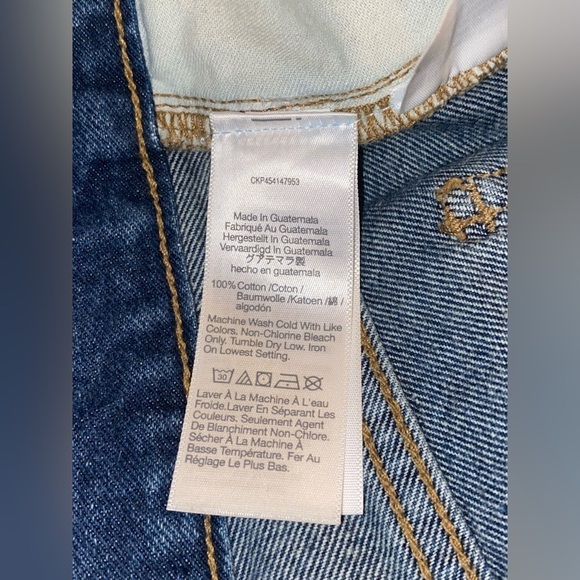 CKP454147953
Made In Guatemala
Fabriqué Au Guatemala
Hergestellt In Guatemala
Vervaardigd In Guatemala
グアテマラ製
hecho en guatemala
100% Cotton /Coton/
Baumwolle /Katoen /綿 /
algodón
Machine Wash Cold With Like
Colors. Non-Chlorine Bleach
Only. Tumble Dry Low. Iron
On Lowest Setting.
30
Laver À La Machine À L'eau
Froide.Laver En Séparant Les
Couleurs. Seulement Agent
De Blanchiment Non-Chlore.
Sécher À La Machine À
Basse Température. Fer Au
Réglage Le Plus Bas.